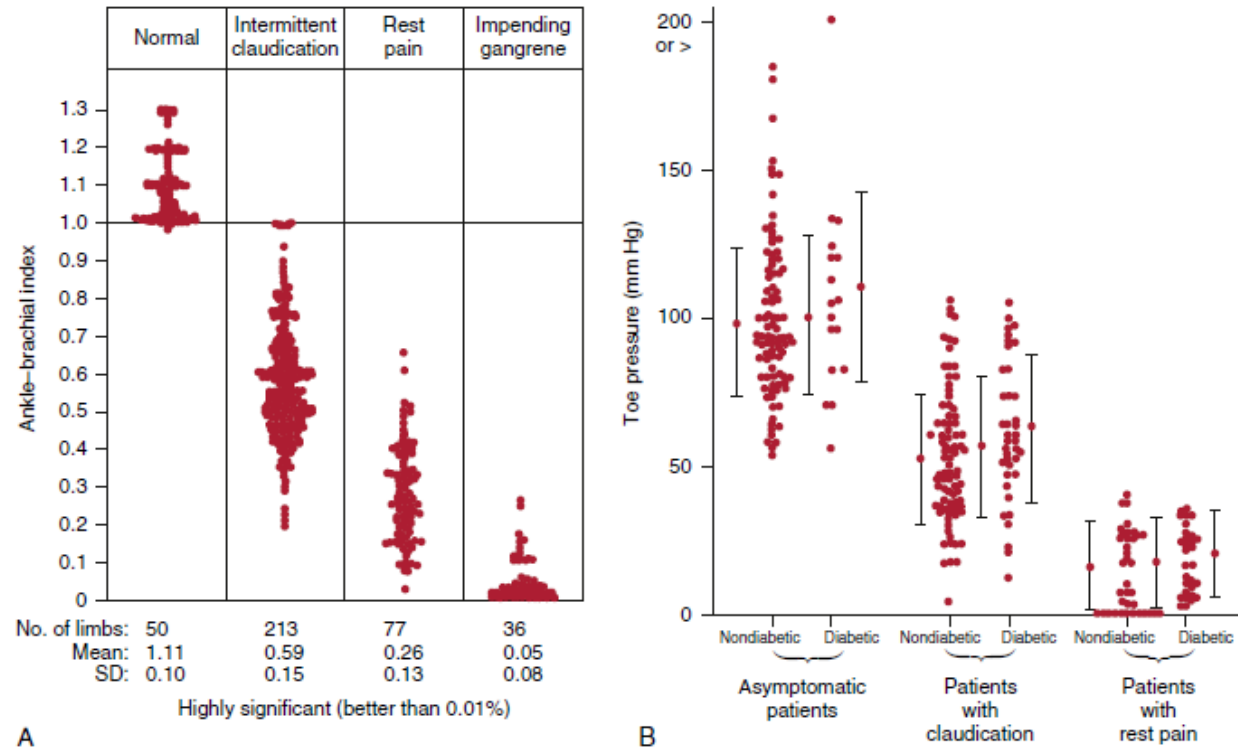 Normal
Intermittent
claudication
Rest
pain
Impending
gangrene
Ankle–brachial index
1.3
1.2
1.1
1.0
0.9
0.8
0.7
0.6
0.5
0.4
0.3
0.2
0.1
0
No. of limbs: 50 213 77 36
Mean: 1.11 0.59 0.26 0.05
SD: 0.10 0.15 0.13 0.08
Highly significant (better than 0.01%)
A
Toe pressure (mm Hg)
200
or >
150
100
50
0
Nondiabetic Diabetic Nondiabetic Diabetic Nondiabetic Diabetic
Asymptomatic
patients
Patients
with
claudication
Patients
with
rest pain
B